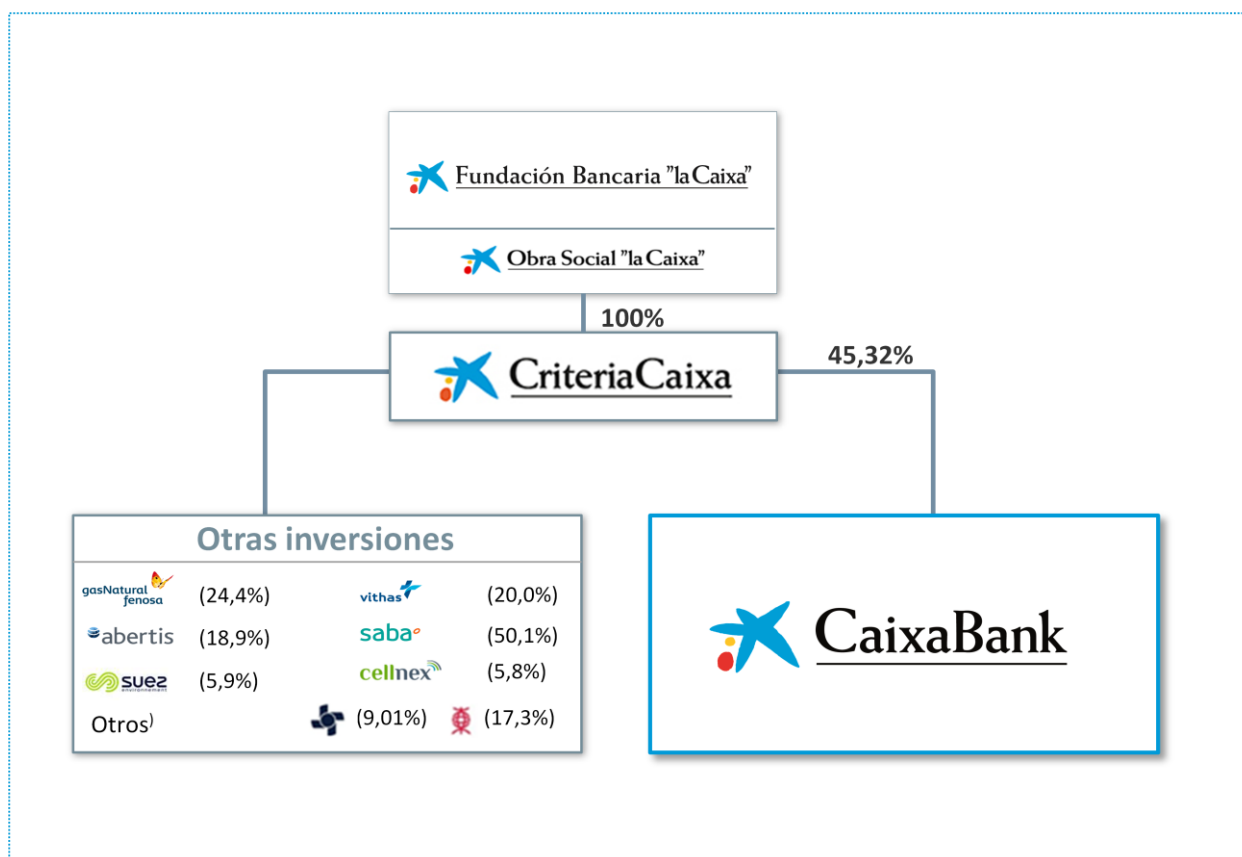 Fundación Bancaria "la Caixa"
Obra Social "la Caixa"
100%
CriteriaCaixa
45,32%
Otras inversiones
gasNatural
fenosa
(24,4%)
vithas
(20,0%)
abertis
(18,9%)
saba
(50,1%)
suez
environnement
(5,9%)
cellnex
(5,8%)
Otros)
(9,01%)
(17,3%)
CaixaBank